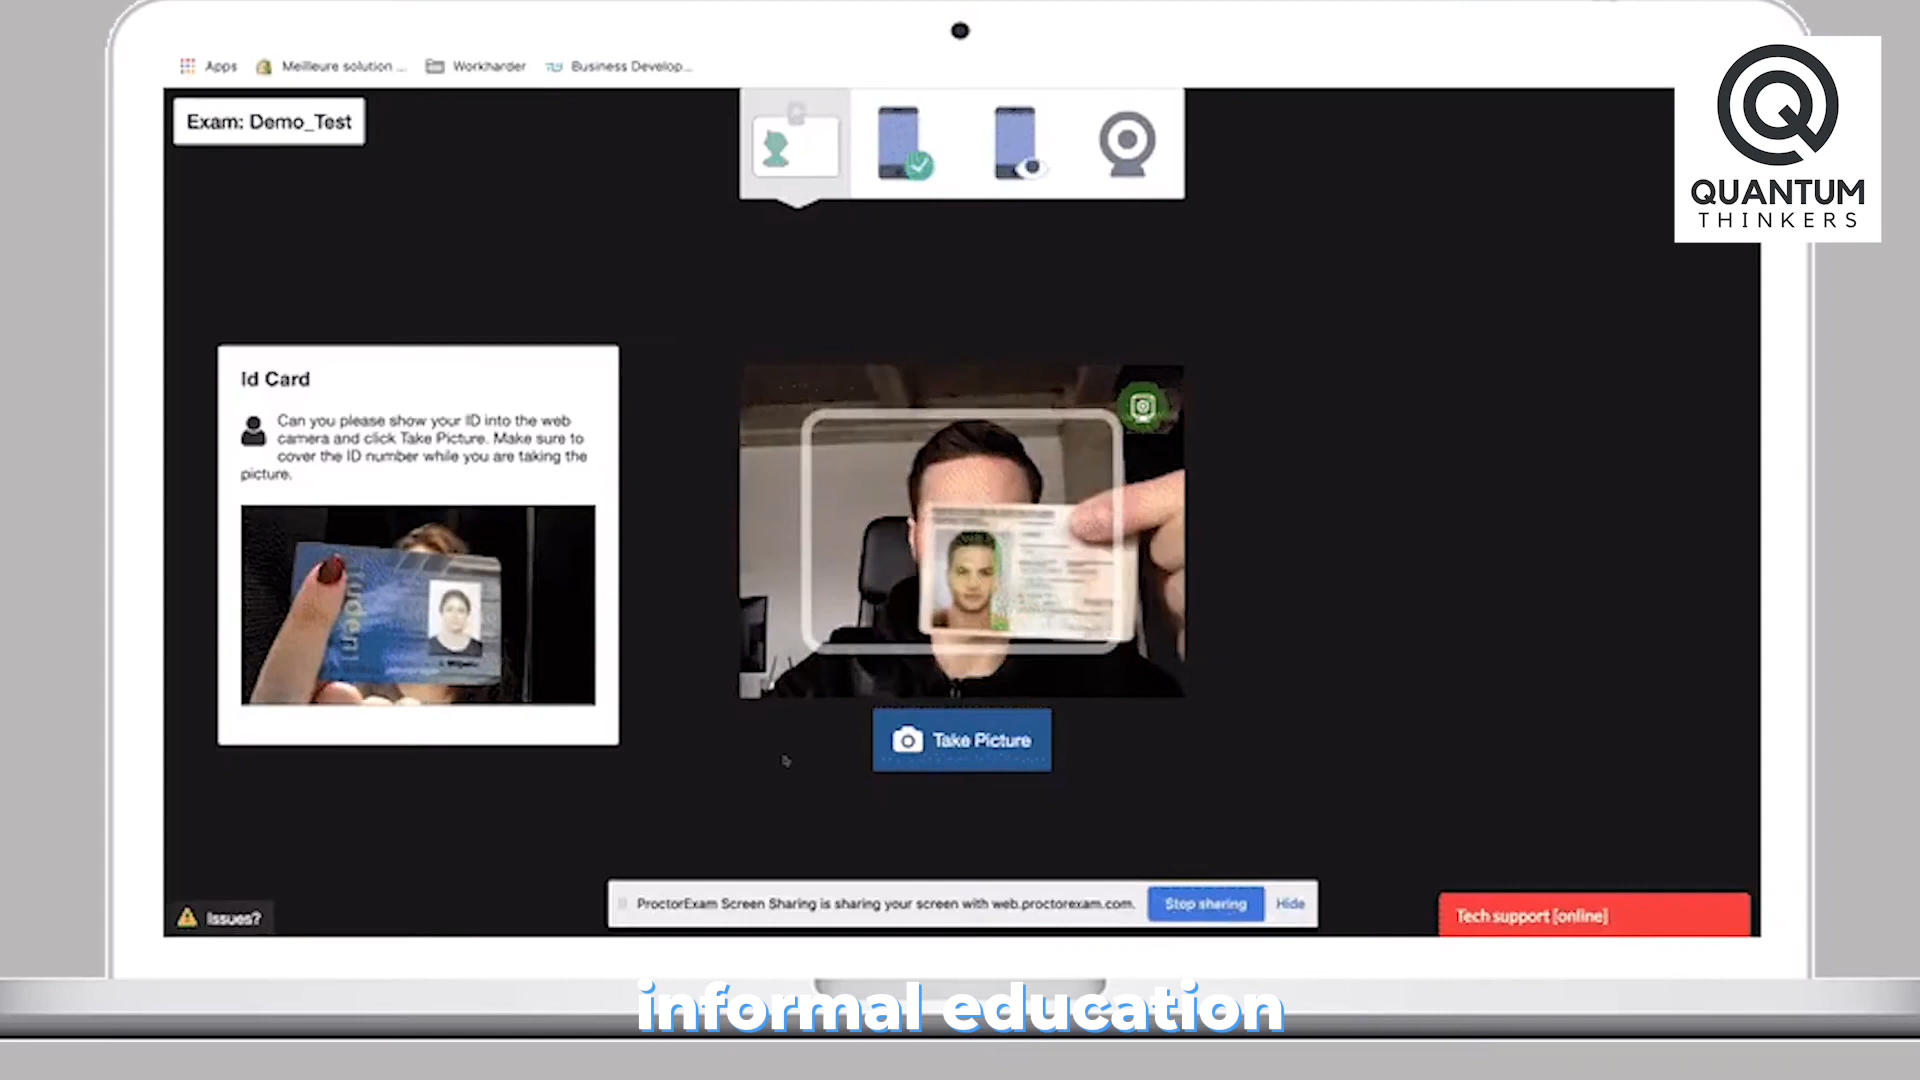 Apps
Meilleure solution ...
Workharder
Business Develop...
Exam: Demo_Test
QUANTUM
THINKERS
Id Card
Can you please show your ID into the web
camera and click Take Picture. Make sure to
cover the ID number while you are taking the
picture.
Take Picture
ProctorExam Screen Sharing is sharing your screen with web.proctorexam.com.
Stop sharing
Hide
Issues?
Tech support [online]
informal education